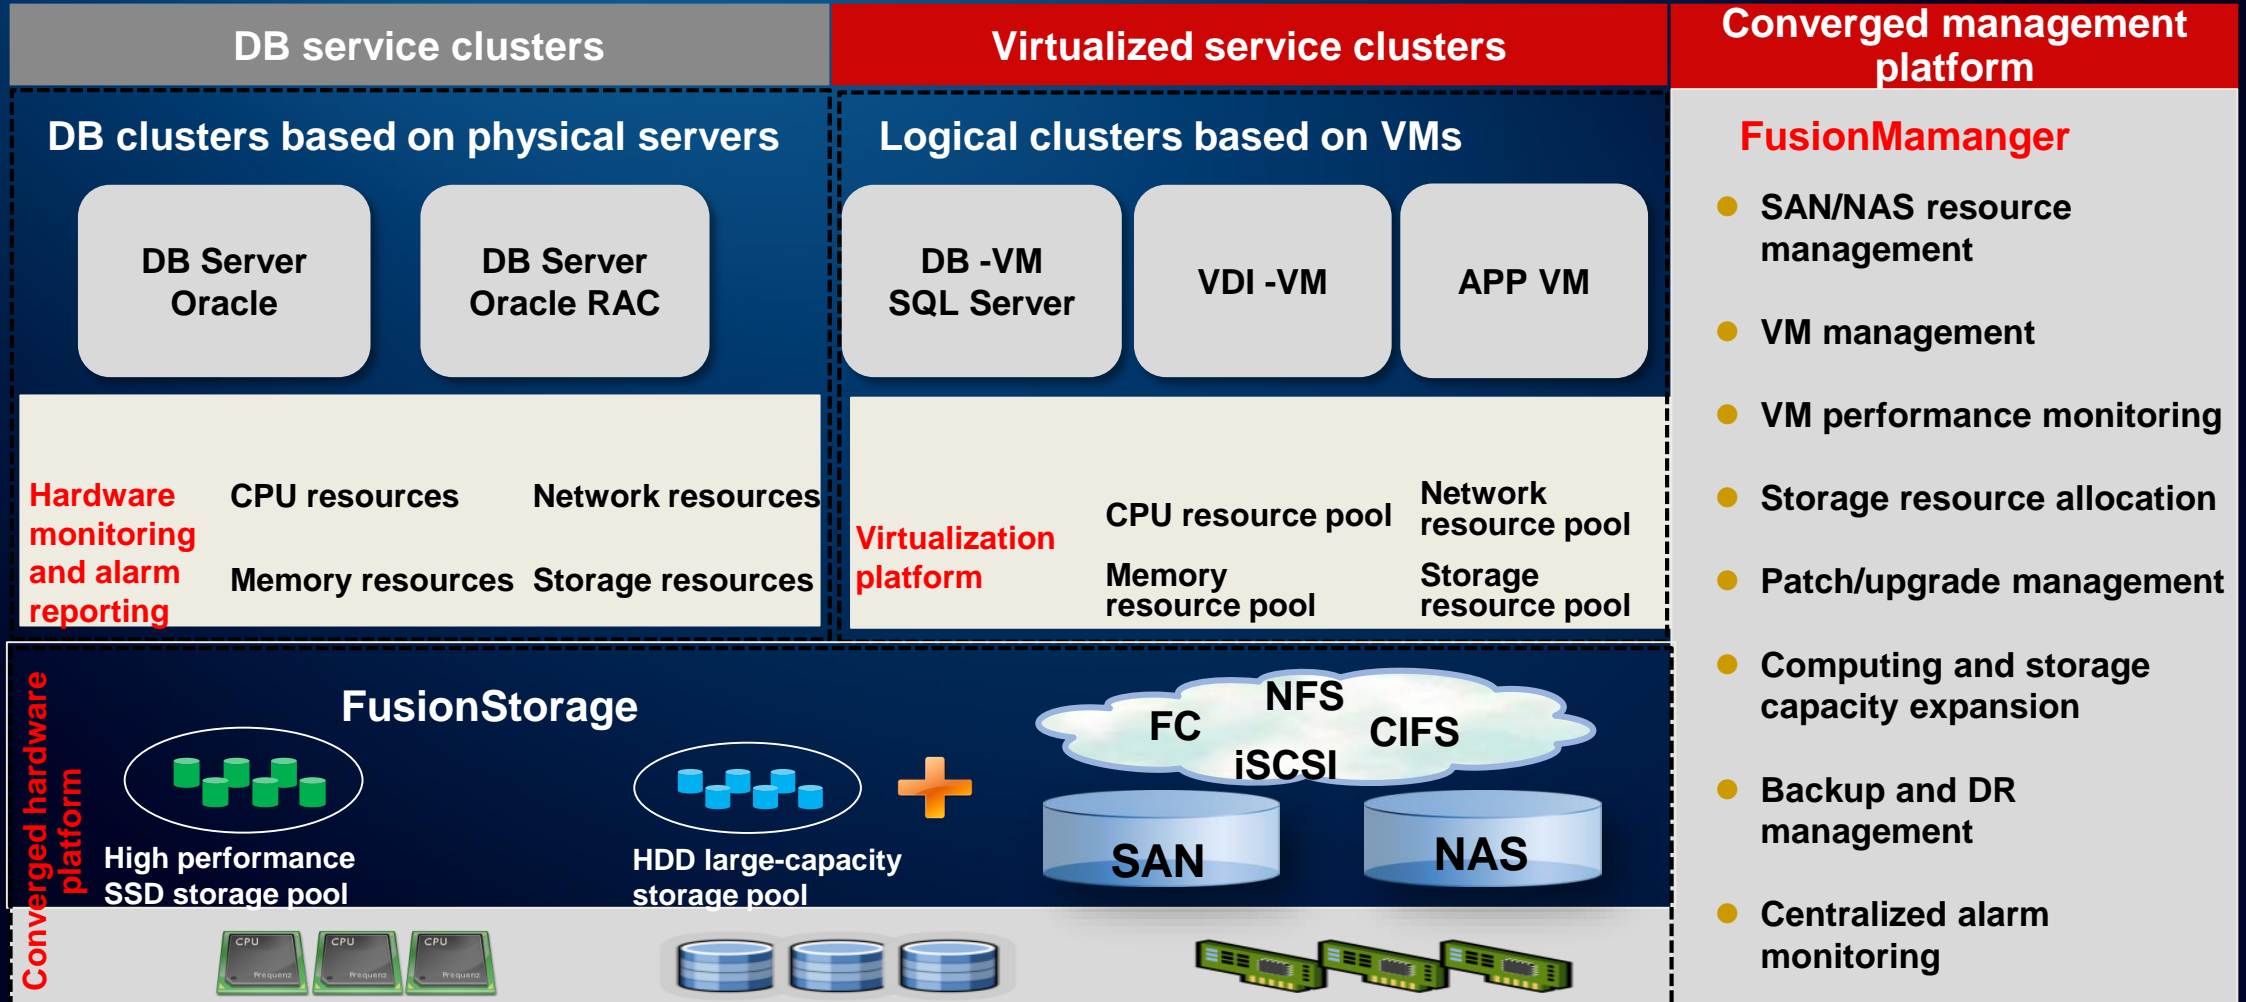 DB service clusters
Virtualized service clusters
Converged management
platform
DB clusters based on physical servers
DB Server
Oracle
DB Server
Oracle RAC
Hardware
monitoring
and alarm
reporting
CPU resources
Network resources
Memory resources
Storage resources
Logical clusters based on VMs
DB -VM
SQL Server
VDI -VM
APP VM
Virtualization
platform
CPU resource pool
Network
resource pool
Memory
resource pool
Storage
resource pool
Converged hardware
platform
FusionStorage
High performance
SSD storage pool
HDD large-capacity
storage pool
NFS
FC
CIFS
iSCSI
SAN
NAS
CPU
Frequenz
CPU
Frequenz
CPU
Frequenz
FusionMamanger
SAN/NAS resource
management
VM management
VM performance monitoring
Storage resource allocation
Patch/upgrade management
Computing and storage
capacity expansion
Backup and DR
management
Centralized alarm
monitoring